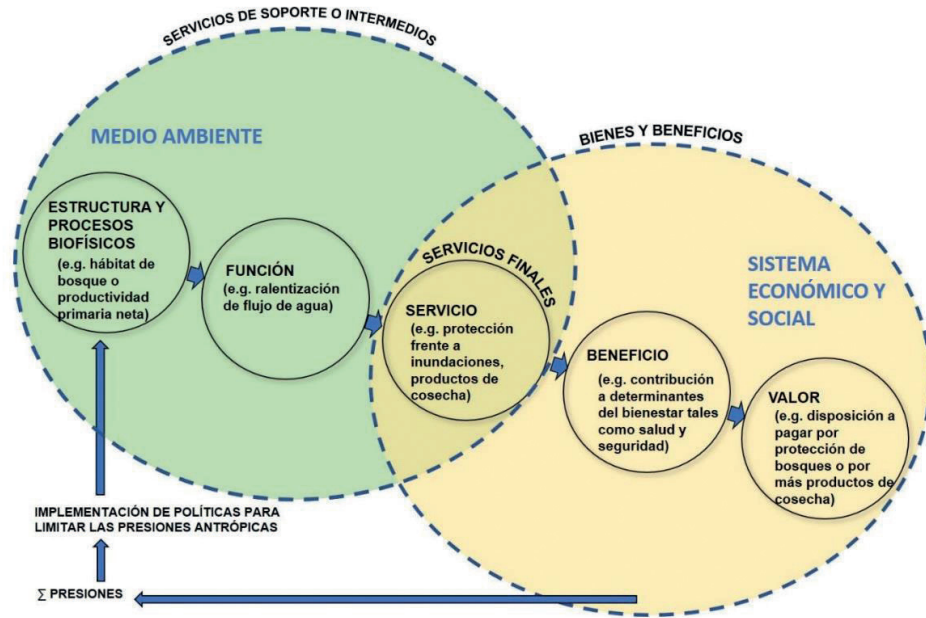 SERVICIOS DE SOPORTE O INTERMEDIOS
MEDIO AMBIENTE
BIENES Y BENEFICIOS
ESTRUCTURA Y
PROCESOS
BIOFÍSICOS
(e.g. hábitat de
bosque o
productividad
primaria neta)
FUNCIÓN
(e.g. ralentización
de flujo de agua)
SERVICIOS FINALES
SERVICIO
(e.g. protección
frente a
inundaciones,
productos de
cosecha)
SISTEMA
ECONÓMICO Y
SOCIAL
BENEFICIO
(e.g. contribución
a determinantes
del bienestar tales
como salud y
seguridad)
VALOR
(e.g. disposición a
pagar por
protección de
bosques o por
más productos de
cosecha)
IMPLEMENTACIÓN DE POLÍTICAS PARA
LIMITAR LAS PRESIONES ANTRÓPICAS
∑ PRESIONES